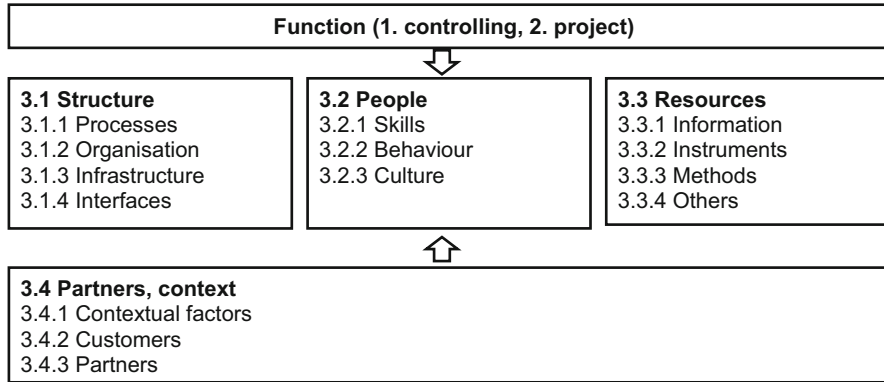 Function (1. controlling, 2. project)
3.1 Structure
3.1.1 Processes
3.1.2 Organisation
3.1.3 Infrastructure
3.1.4 Interfaces
3.2 People
3.2.1 Skills
3.2.2 Behaviour
3.2.3 Culture
3.3 Resources
3.3.1 Information
3.3.2 Instruments
3.3.3 Methods
3.3.4 Others
3.4 Partners, context
3.4.1 Contextual factors
3.4.2 Customers
3.4.3 Partners